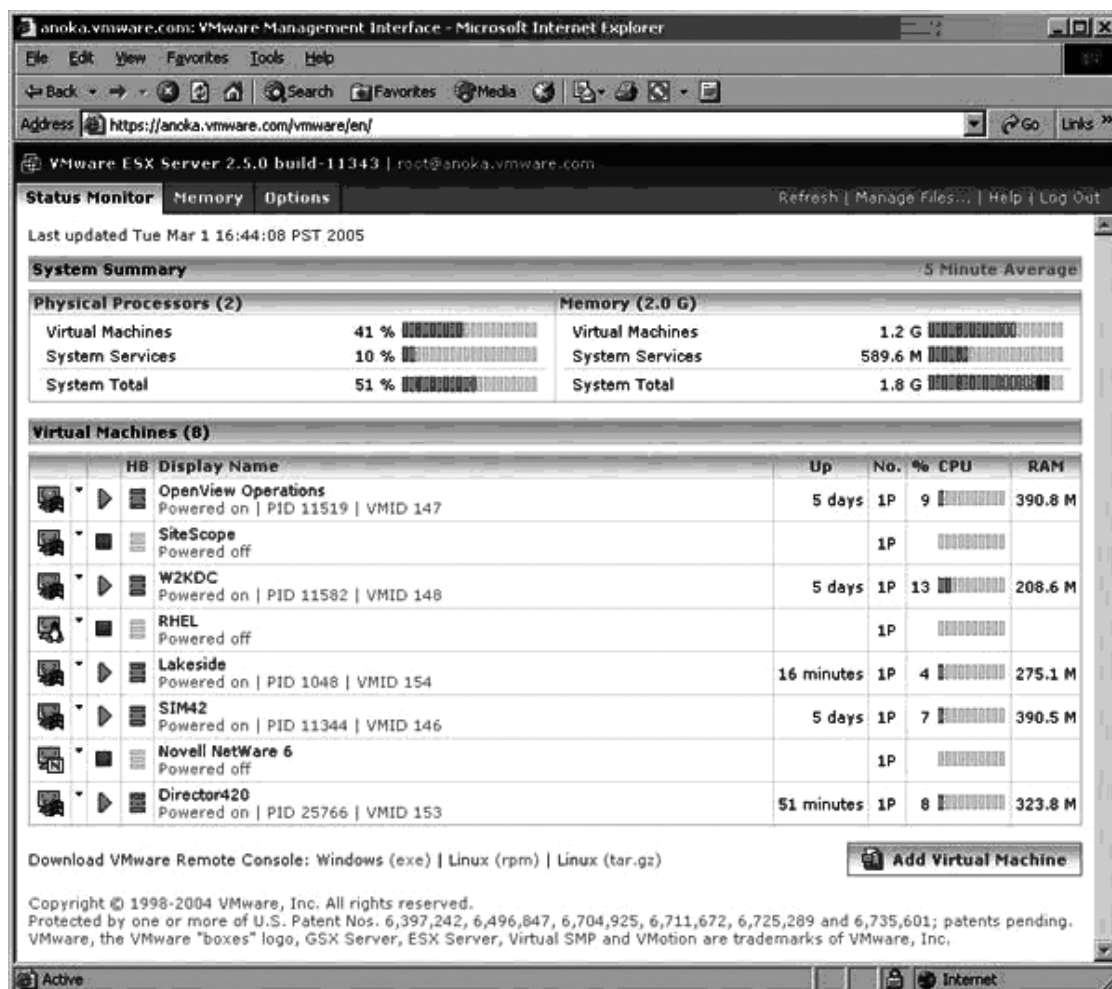 anoka.vmware.com: VMware Management Interface - Microsoft Internet Explorer
File Edit View Favorites Tools Help
Back Search Favorites Media
Address https://anoka.vmware.com/vmware/en/ Go Links »
VMware ESX Server 2.5.0 build-11343 | root@anoka.vmware.com
Status Monitor Memory Options Refresh | Manage Files... | Help | Log Out
Last updated Tue Mar 1 16:44:08 PST 2005
System Summary 5 Minute Average
Physical Processors (2) Memory (2.0 G)
Virtual Machines 41 % Virtual Machines 1.2 G
System Services 10 % System Services 589.6 M
System Total 51 % System Total 1.8 G
Virtual Machines (8)
HB Display Name Up No. % CPU RAM
OpenView Operations
Powered on | PID 11519 | VMID 147 5 days 1P 9 390.8 M
SiteScope
Powered off 1P
W2KDC
Powered on | PID 11582 | VMID 148 5 days 1P 13 208.6 M
RHEL
Powered off 1P
Lakeside
Powered on | PID 1048 | VMID 154 16 minutes 1P 4 275.1 M
SIM42
Powered on | PID 11344 | VMID 146 5 days 1P 7 390.5 M
Novell NetWare 6
Powered off 1P
Director420
Powered on | PID 25766 | VMID 153 51 minutes 1P 8 323.8 M
Download VMware Remote Console: Windows (exe) | Linux (rpm) | Linux (tar.gz) Add Virtual Machine
Copyright © 1998-2004 VMware, Inc. All rights reserved.
Protected by one or more of U.S. Patent Nos. 6,397,242, 6,496,847, 6,704,925, 6,711,672, 6,725,289 and 6,735,601; patents pending.
VMware, the VMware "boxes" logo, GSX Server, ESX Server, Virtual SMP and VMotion are trademarks of VMware, Inc.
Active Internet